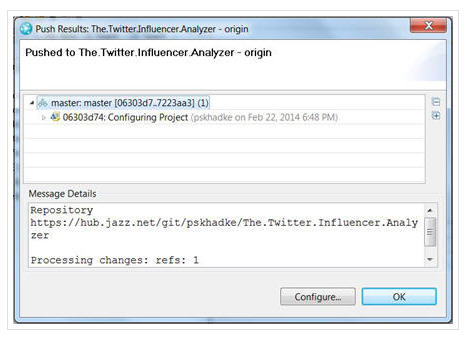 Push Results: The.Twitter.Influencer.Analyzer - origin
Pushed to The.Twitter.Influencer.Analyzer - origin
master: master [06303d7..7223aa3] (1)
06303d74: Configuring Project (pskhadke on Feb 22, 2014 6:48 PM)
Message Details
Repository
https://hub.jazz.net/git/pskhadke/The.Twitter.Influencer.Analy
zer
Processing changes: refs: 1
Configure...
OK